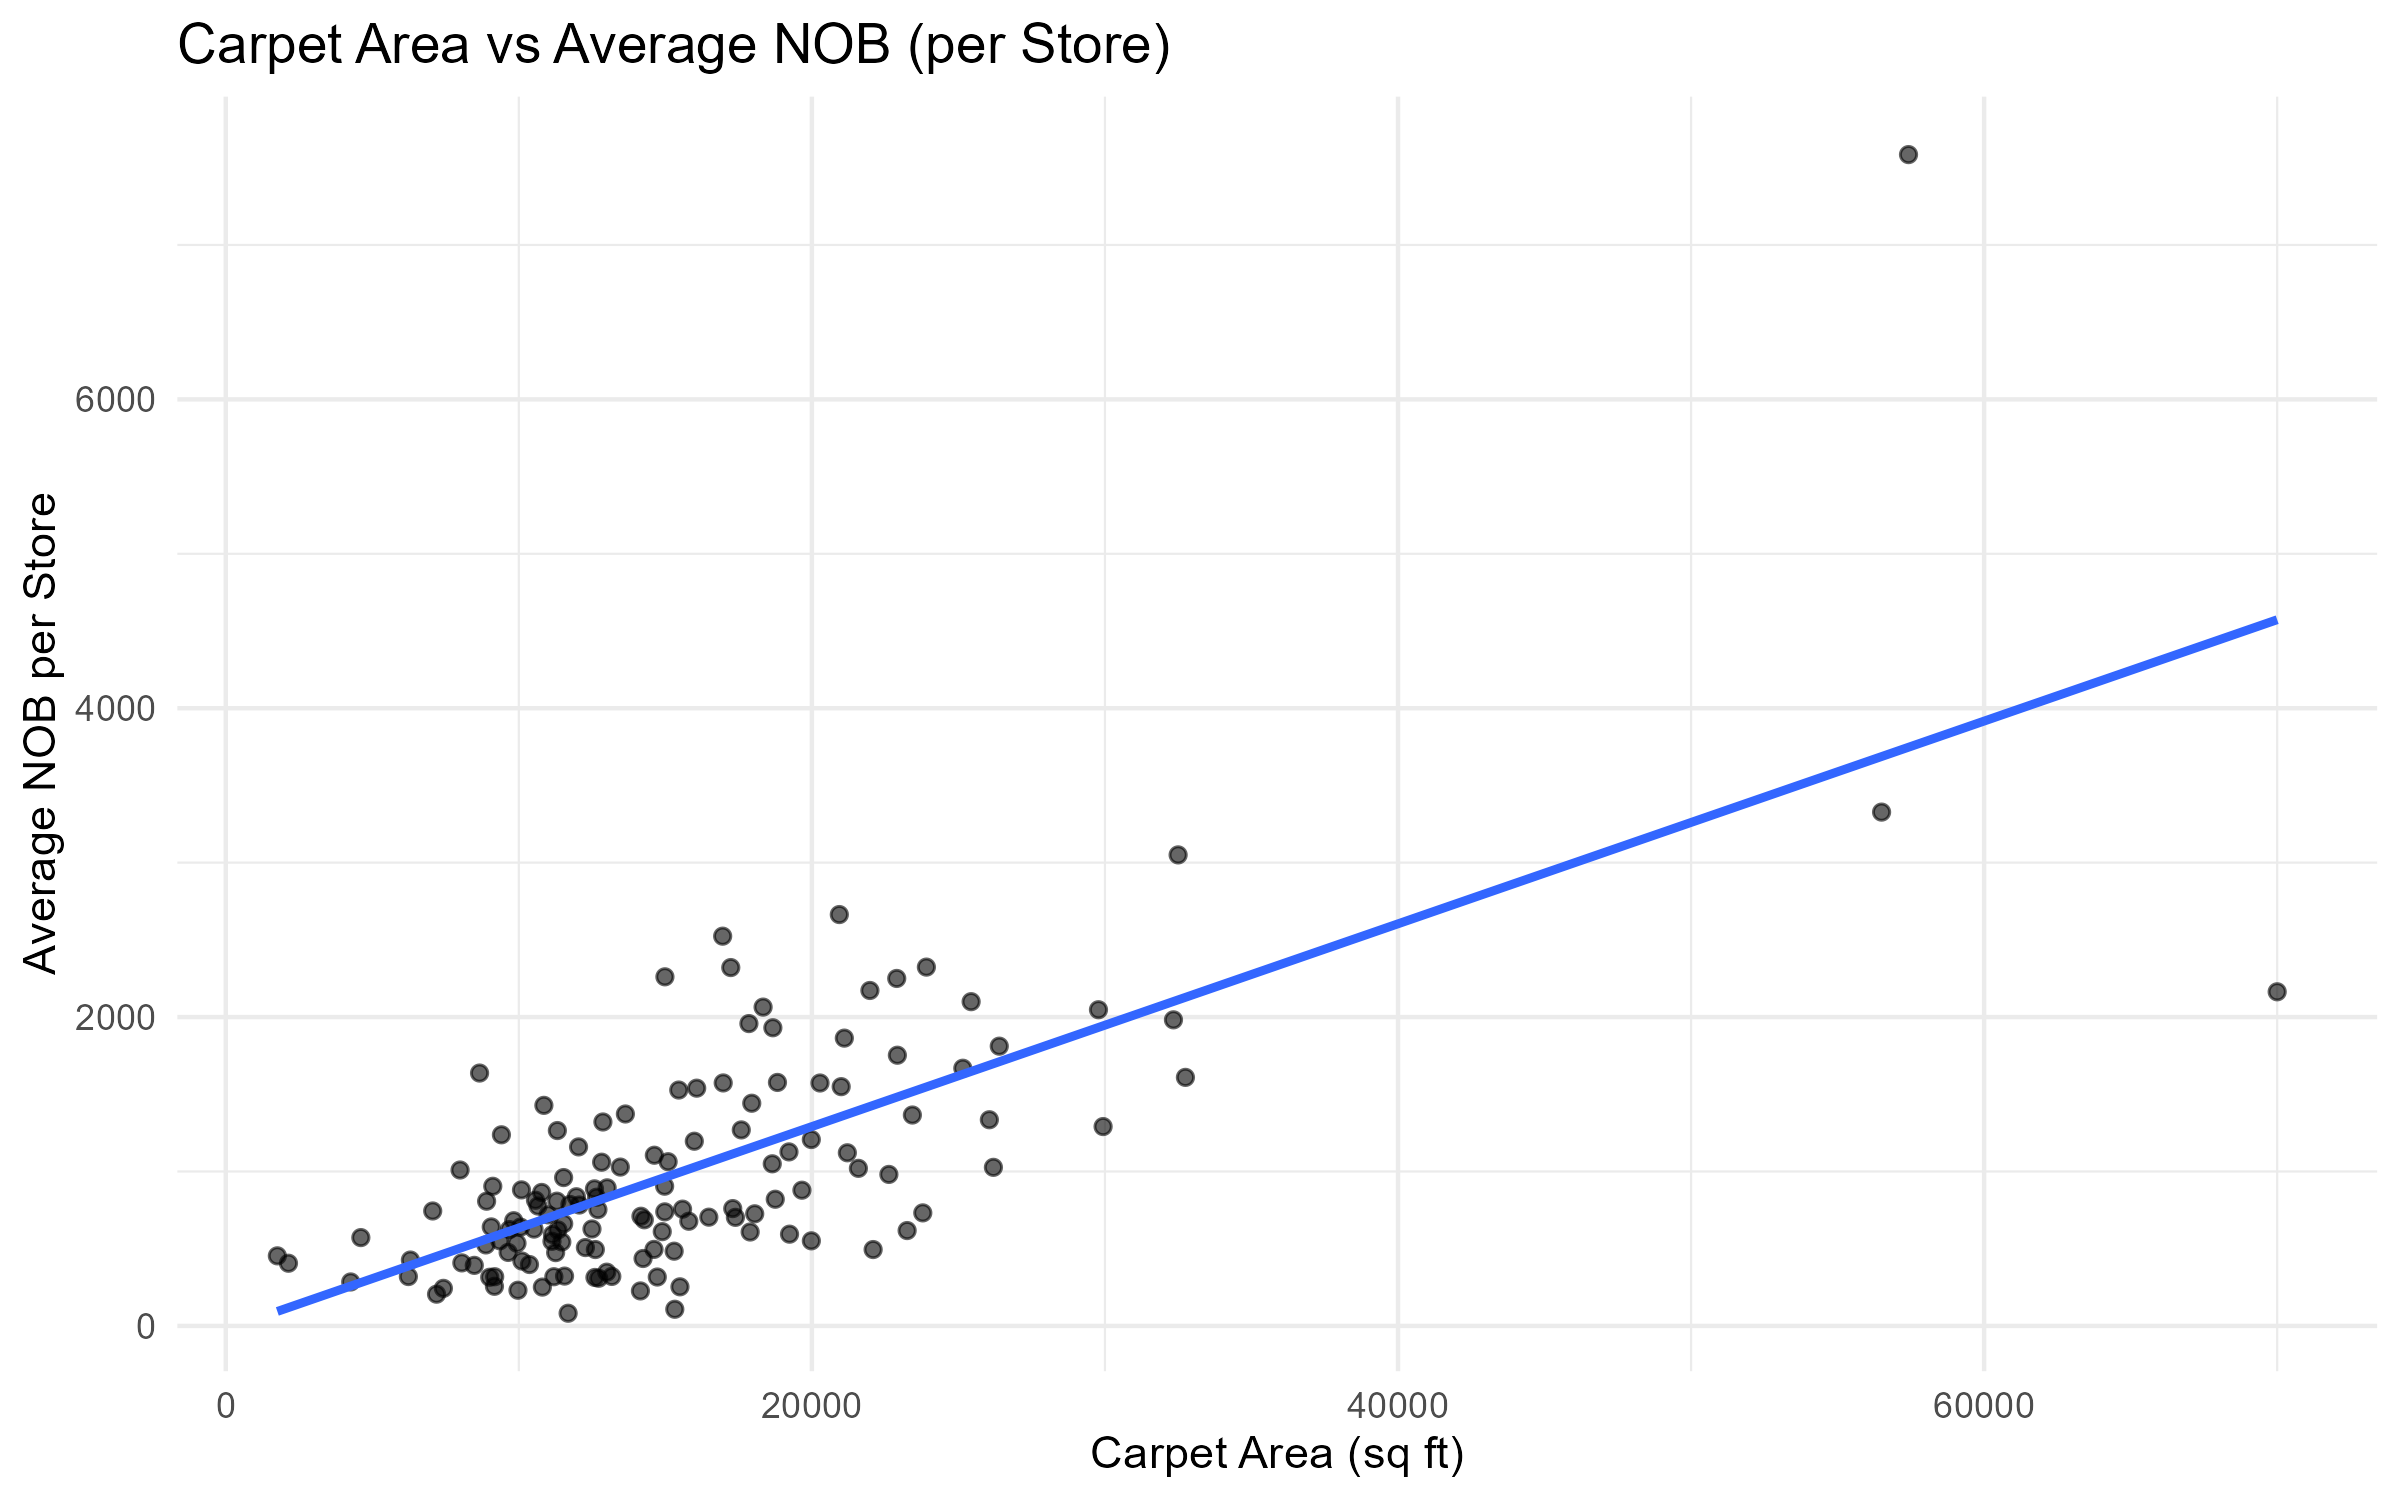 Carpet Area vs Average NOB (per Store)
Average NOB per Store
6000
4000
2000
0
0 20000 40000 60000
Carpet Area (sq ft)